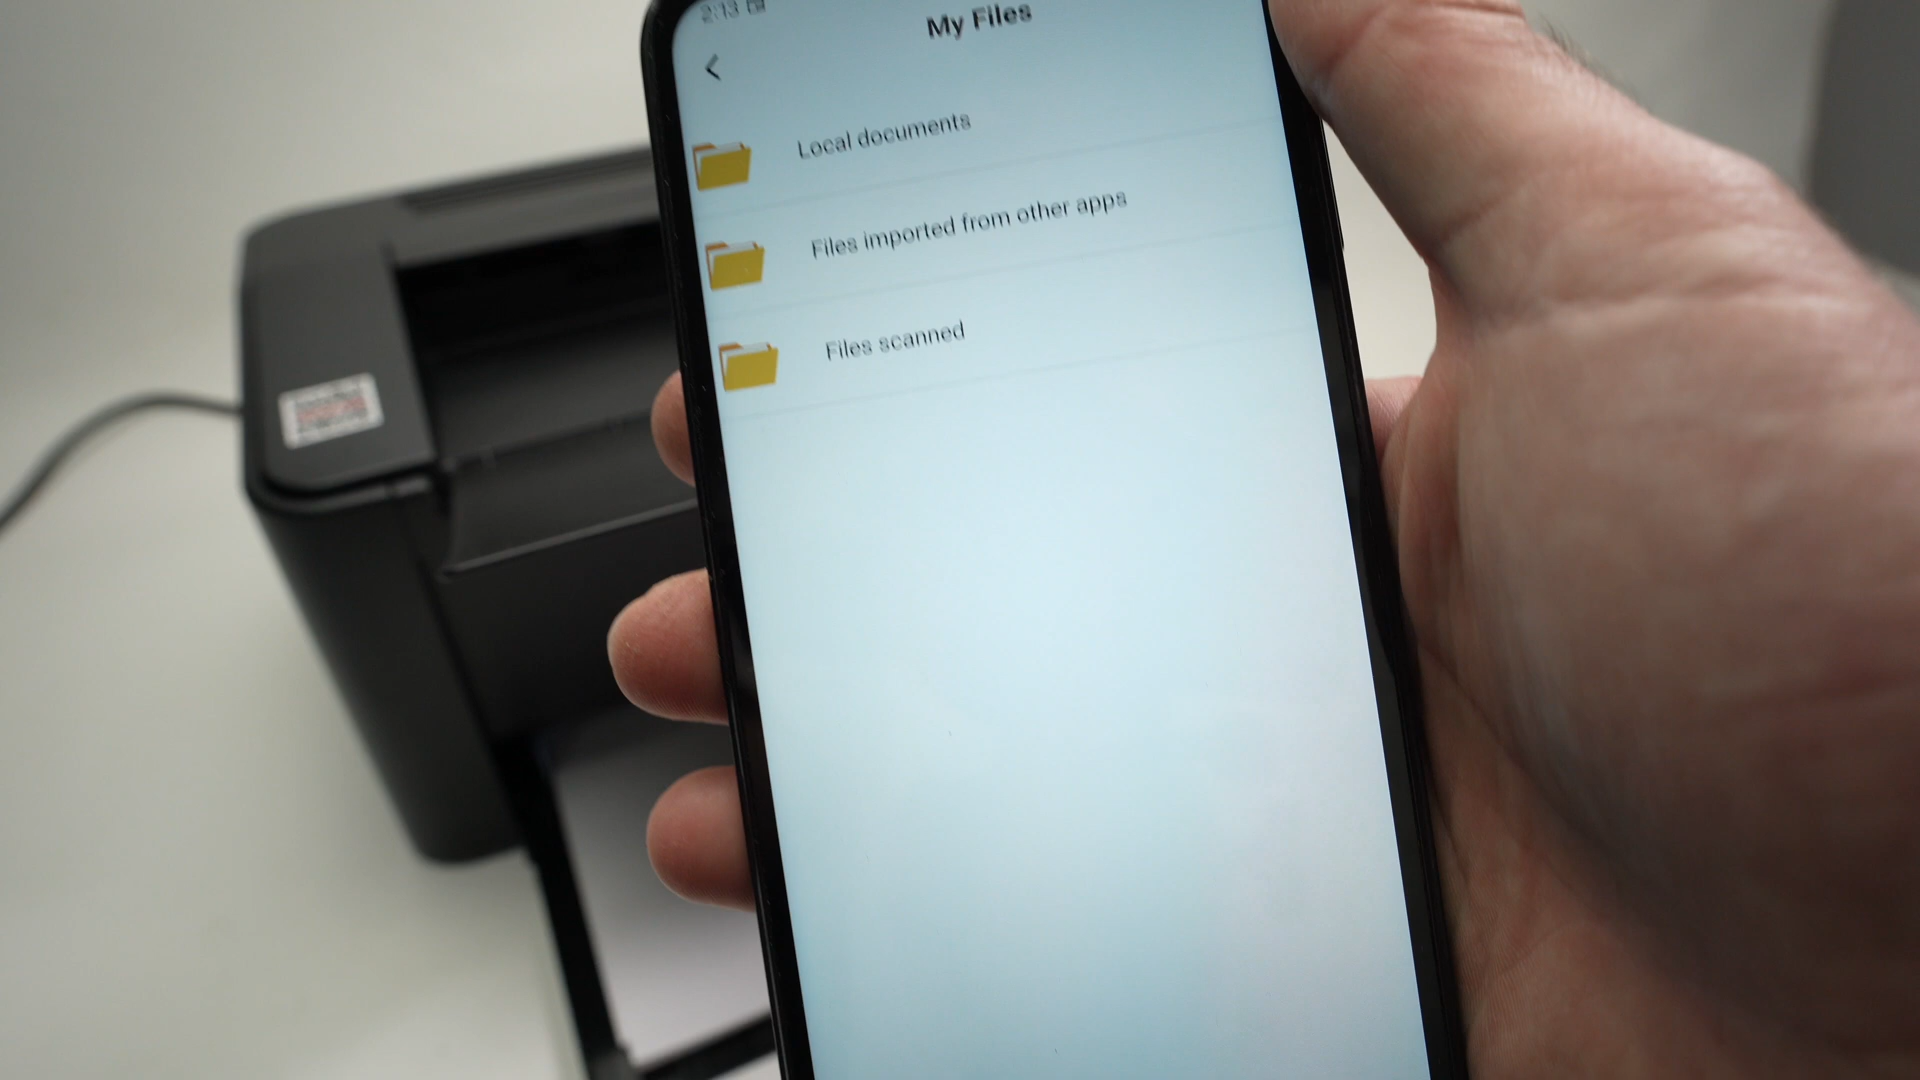 2:13
My Files
Local documents
Files imported from other apps
Files scanned